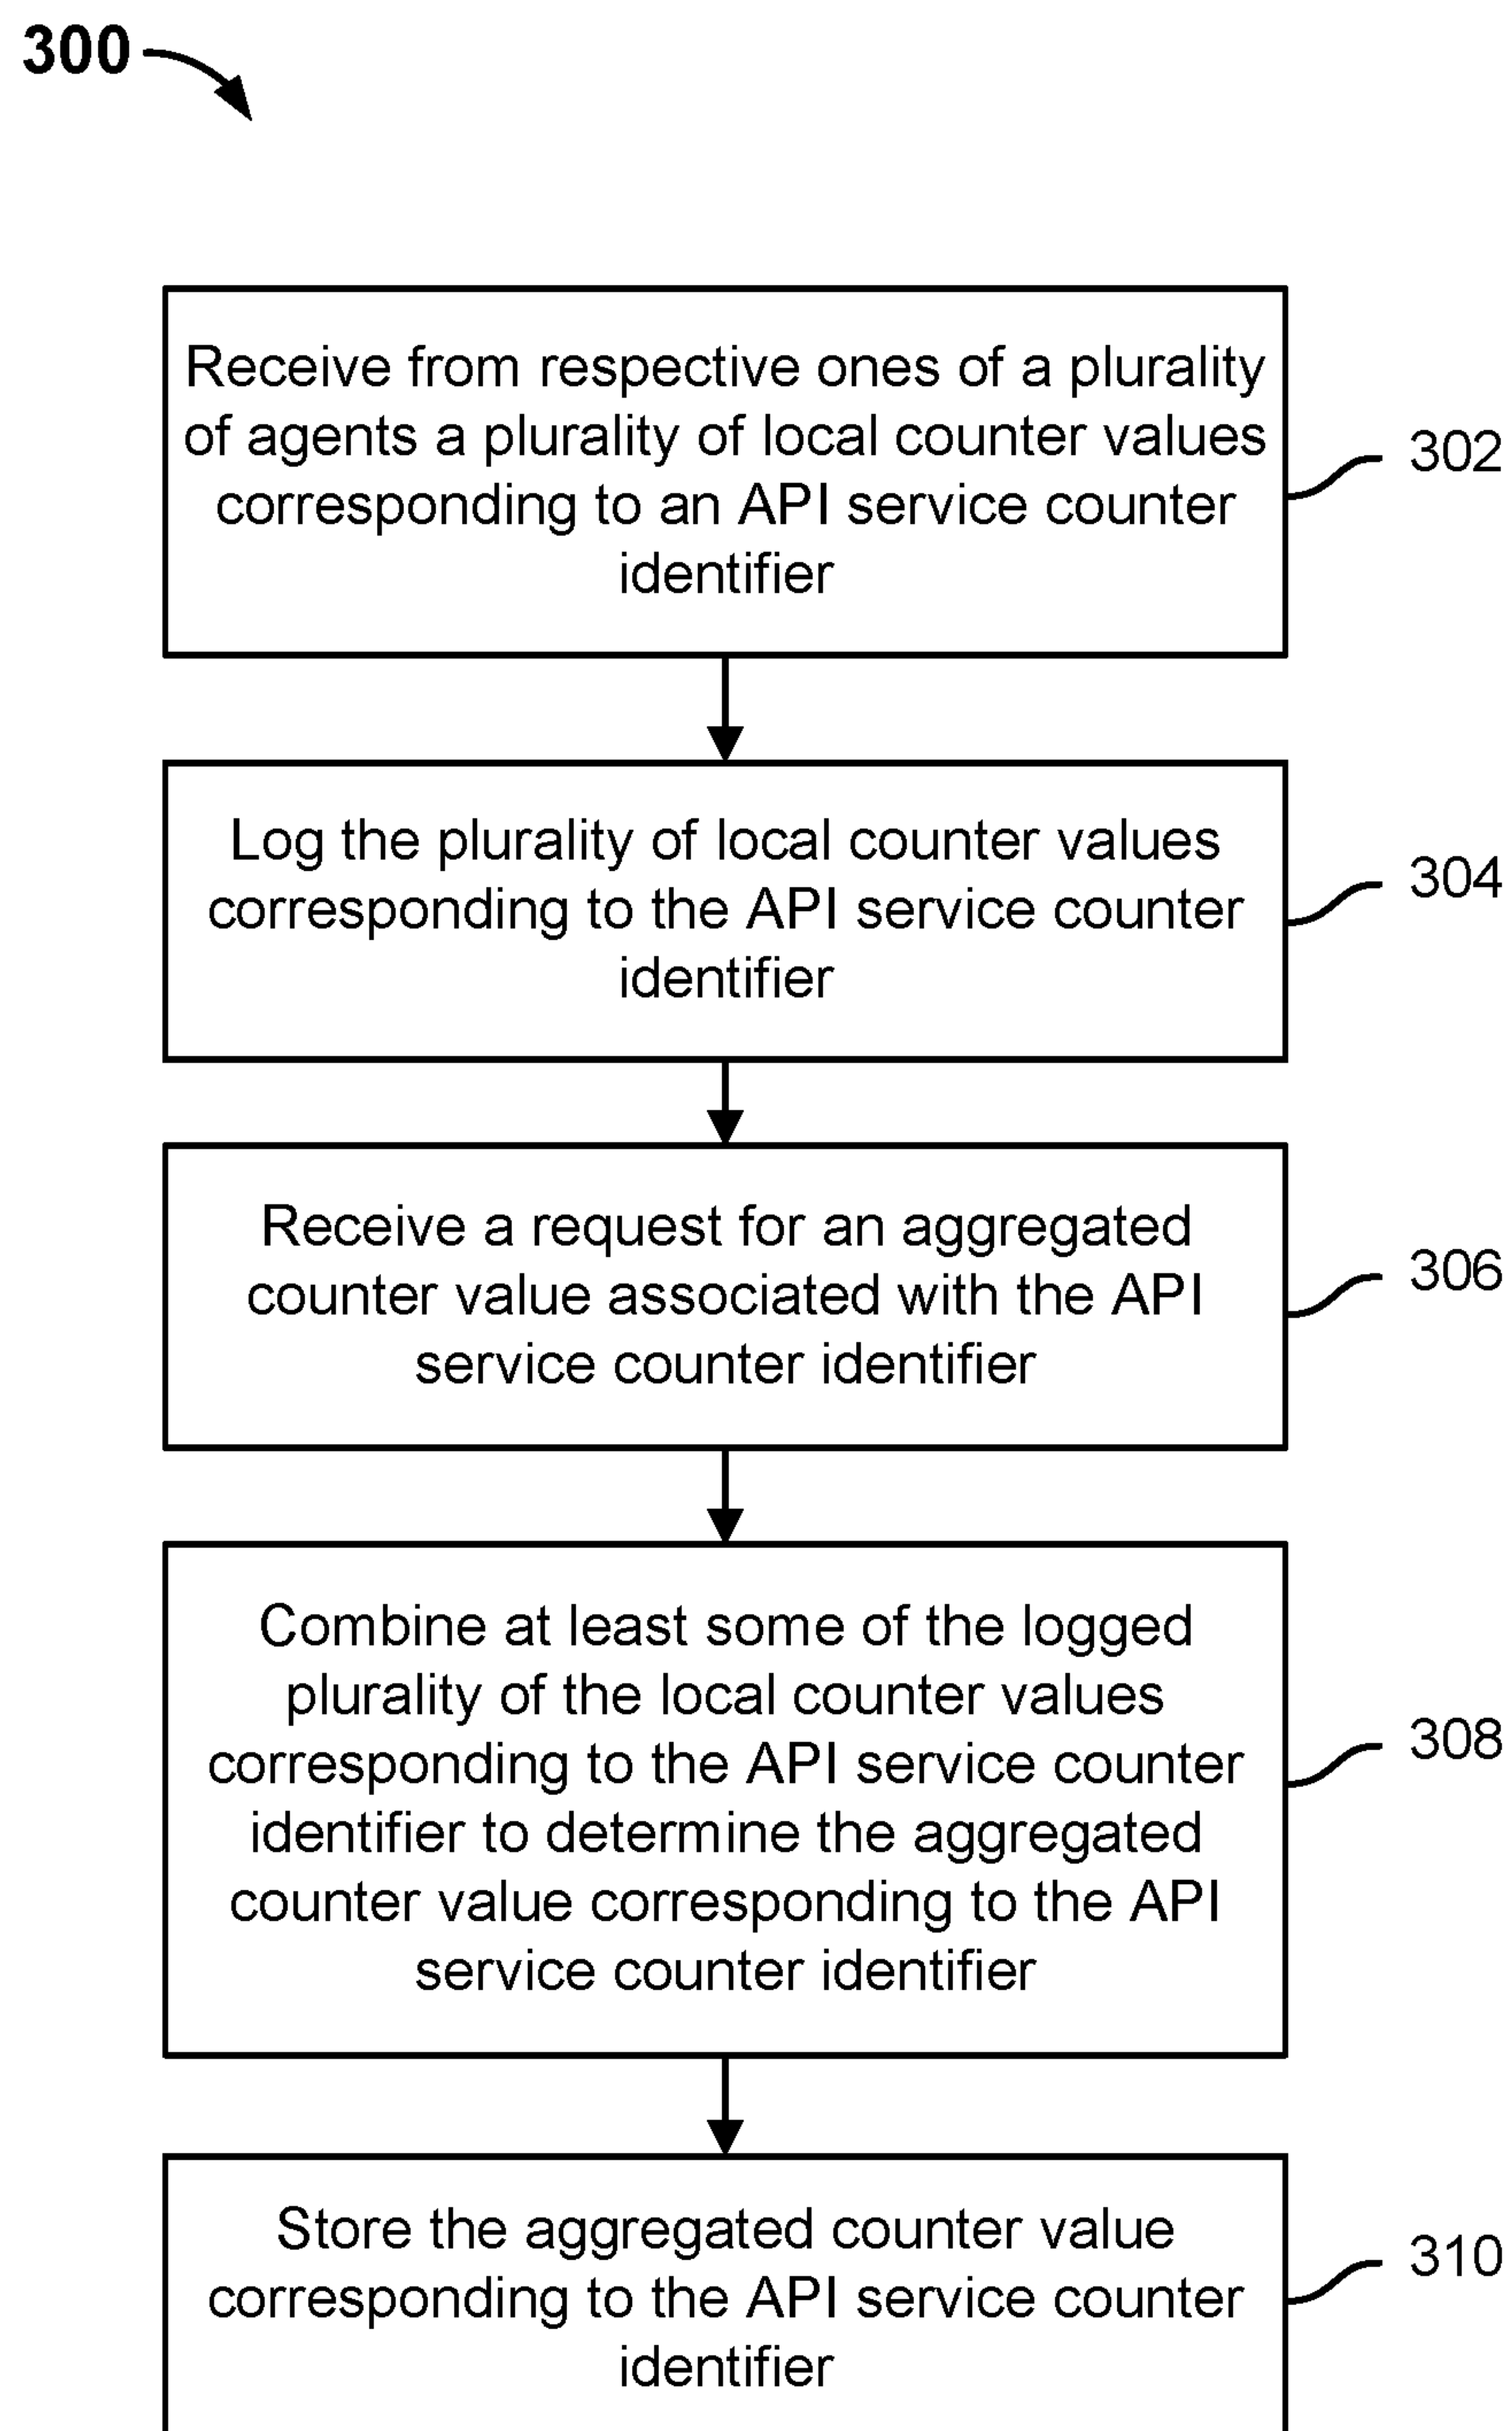 300
Receive from respective ones of a plurality
of agents a plurality of local counter values
corresponding to an API service counter
identifier
302
Log the plurality of local counter values
corresponding to the API service counter
identifier
304
Receive a request for an aggregated
counter value associated with the API
service counter identifier
306
Combine at least some of the logged
plurality of the local counter values
corresponding to the API service counter
identifier to determine the aggregated
counter value corresponding to the API
service counter identifier
308
Store the aggregated counter value
corresponding to the API service counter
identifier
310